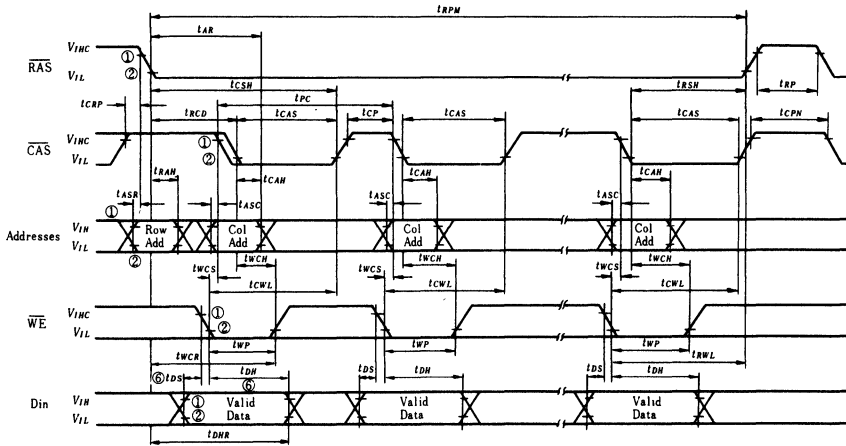 tRPM
tAR
RAS
VIHC
VIL
① ②
tCSH
tRSH
tRP
tCRP
tRCD
tPC
tCAS
tCP
tCAS
tCAS
tCPN
CAS
VIHC
VIL
① ②
tRAH
tCAH
tCAH
tCAH
tASR
tASC
tASC
tASC
①
Addresses
VIH
VIL
②
Row Add
Col Add
Col Add
Col Add
tWCH
tWCH
tWCH
tWCS
tWCS
tWCS
tCWL
tCWL
tCWL
WE
VIHC
VIL
① ②
tWP
tWP
tWP
tWCR
tRWL
⑥tDS
tDH
⑥
tDS
tDH
tDS
tDH
Din
VIH
VIL
① ②
Valid Data
Valid Data
Valid Data
tDHR